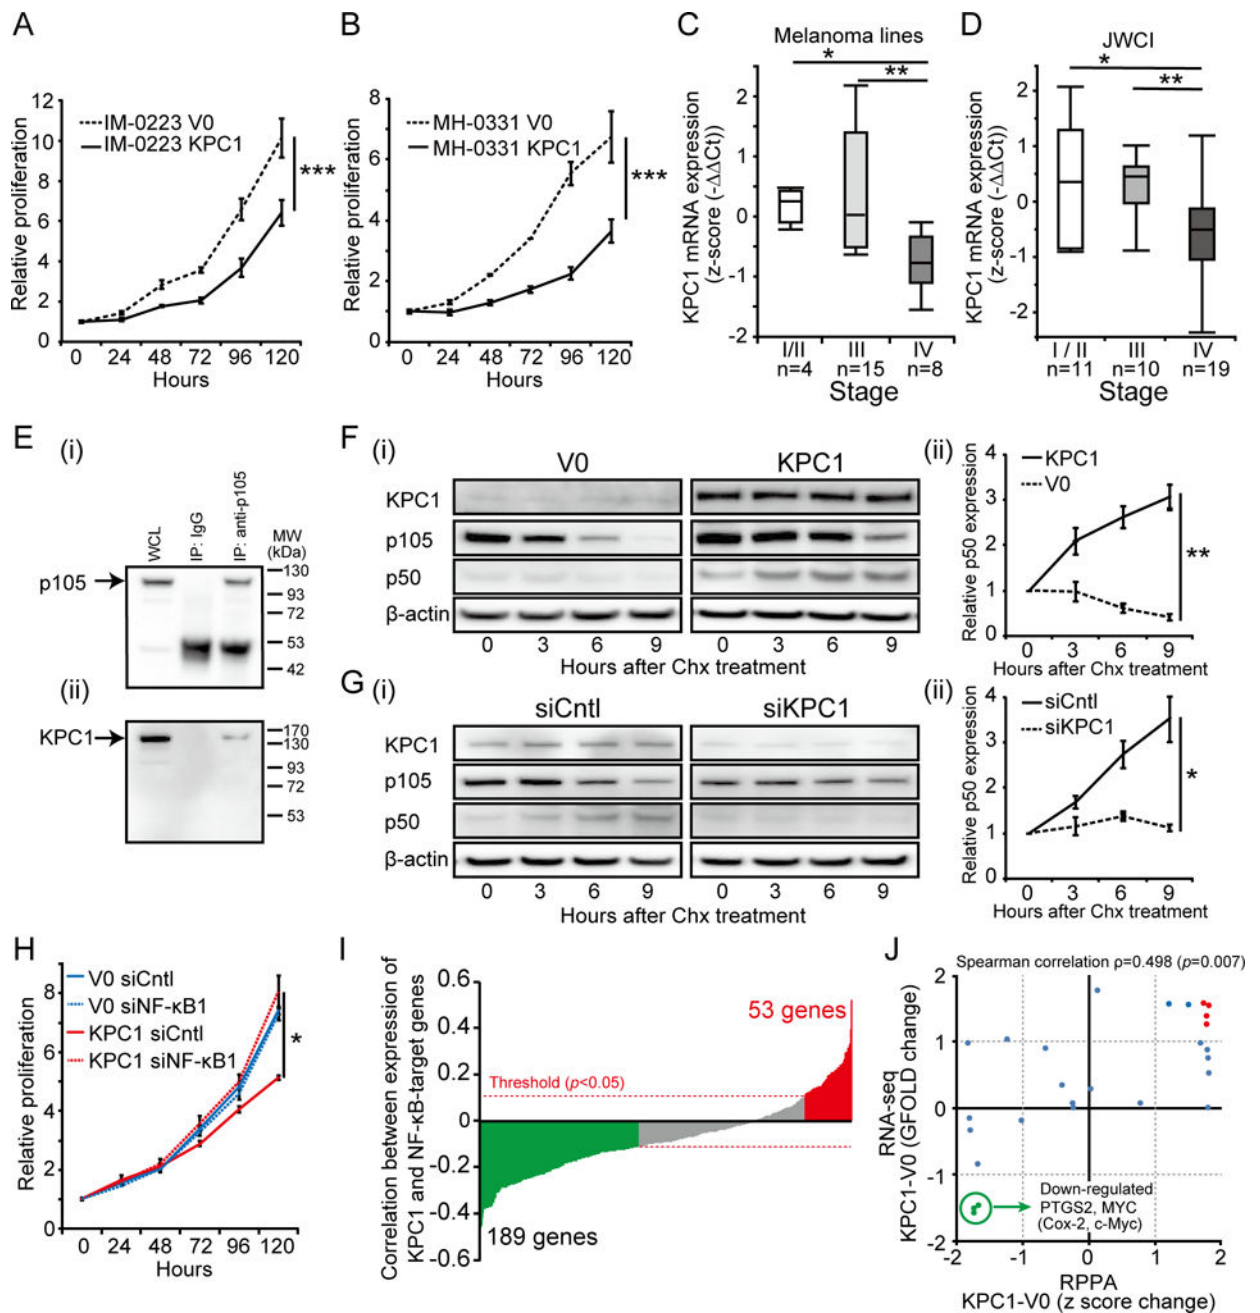 A
Relative proliferation
12
10
8
6
4
2
0
IM-0223 V0
IM-0223 KPC1
***
0 24 48 72 96 120
Hours
B
Relative proliferation
8
6
4
2
0
MH-0331 V0
MH-0331 KPC1
***
0 24 48 72 96 120
Hours
C
Melanoma lines
*
**
KPC1 mRNA expression
(z-score (-ΔΔCt))
2
1
0
-1
-2
I/II III IV
n=4 n=15 n=8
Stage
D
JWCI
*
**
KPC1 mRNA expression
(z-score (-ΔΔCt))
2
1
0
-1
-2
I / II III IV
n=11 n=10 n=19
Stage
E
(i)
WCL
IP: IgG
IP: anti-p105
MW
(kDa)
p105
130
93
72
53
42
(ii)
KPC1
170
130
93
72
53
F
(i)
V0 KPC1
KPC1
p105
p50
β-actin
0 3 6 9 0 3 6 9
Hours after Chx treatment
(ii)
Relative p50 expression
4
3
2
1
0
KPC1
V0
**
0 3 6 9
Hours after Chx treatment
G
(i)
siCntl siKPC1
KPC1
p105
p50
β-actin
0 3 6 9 0 3 6 9
Hours after Chx treatment
(ii)
Relative p50 expression
4
3
2
1
0
siCntl
siKPC1
*
0 3 6 9
Hours after Chx treatment
H
Relative proliferation
10
8
6
4
2
0
V0 siCntl
V0 siNF-κB1
KPC1 siCntl
KPC1 siNF-κB1
*
0 24 48 72 96 120
Hours
I
Correlation between expression of
KPC1 and NF-κB-target genes
0.6
0.4
0.2
0
-0.2
-0.4
0.6
53 genes
Threshold (p<0.05)
189 genes
J
Spearman correlation ρ=0.498 (p=0.007)
RNA-seq
KPC1-V0 (GFOLD change)
2
1
0
-1
-2
Down-regulated
PTGS2, MYC
(Cox-2, c-Myc)
-2 -1 0 1 2
RPPA
KPC1-V0 (z score change)